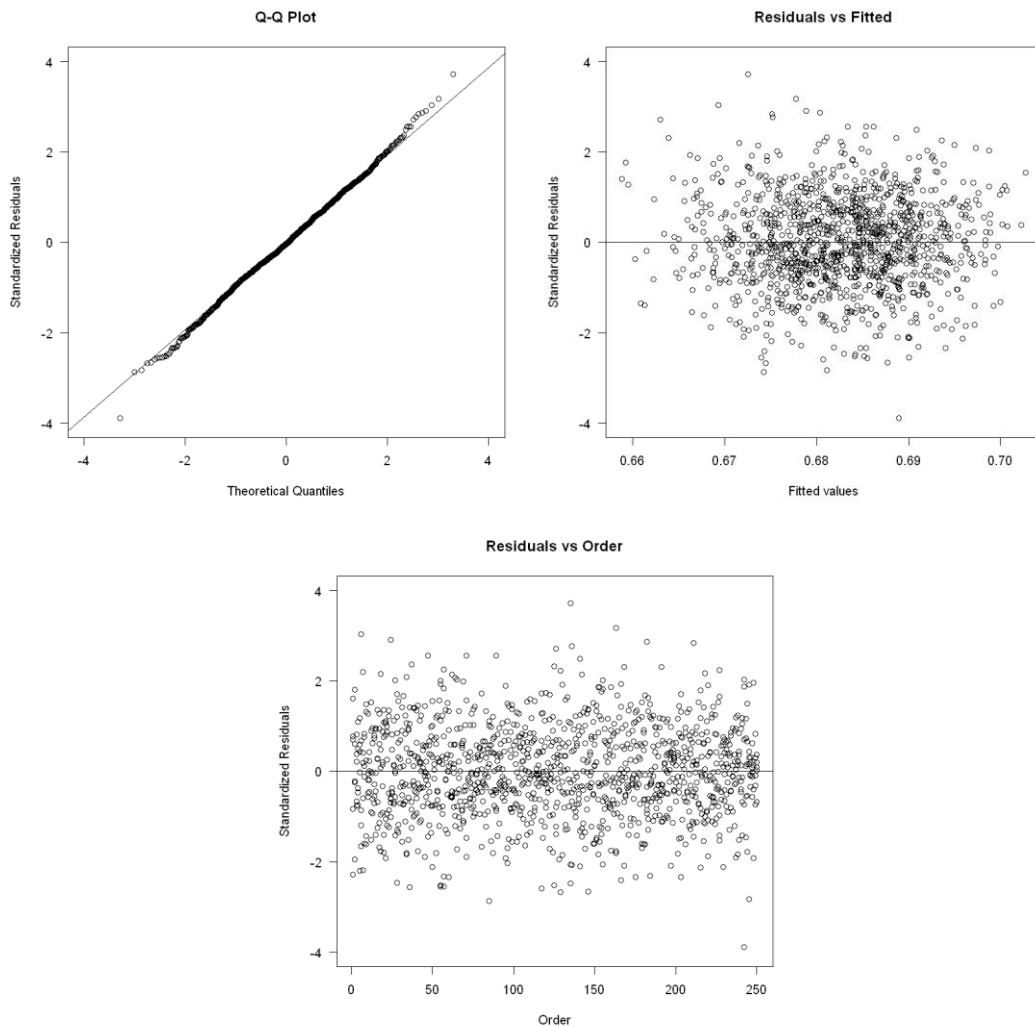 Q-Q Plot
4
2
0
-2
-4
Standardized Residuals
-4 -2 0 2 4
Theoretical Quantiles
Residuals vs Fitted
4
2
0
-2
-4
Standardized Residuals
0.66 0.67 0.68 0.69 0.70
Fitted values
Residuals vs Order
4
2
0
-2
-4
Standardized Residuals
0 50 100 150 200 250
Order